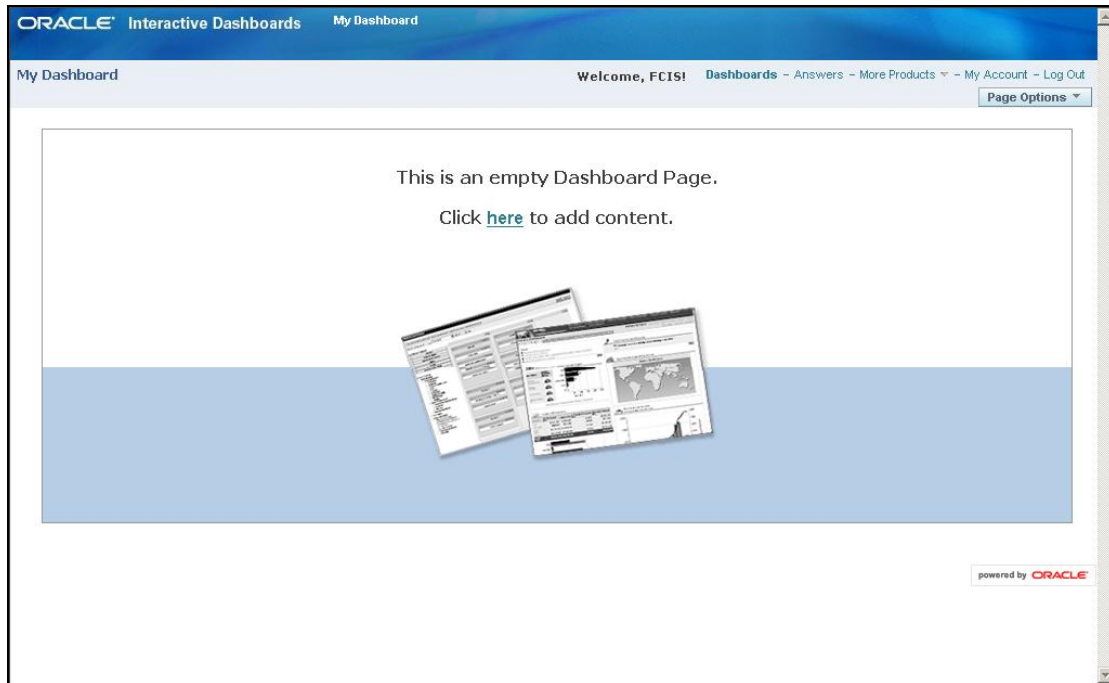 ORACLE® Interactive Dashboards My Dashboard
My Dashboard Welcome, FCIS! Dashboards - Answers - More Products - My Account - Log Out
Page Options
This is an empty Dashboard Page.
Click here to add content.
powered by ORACLE®